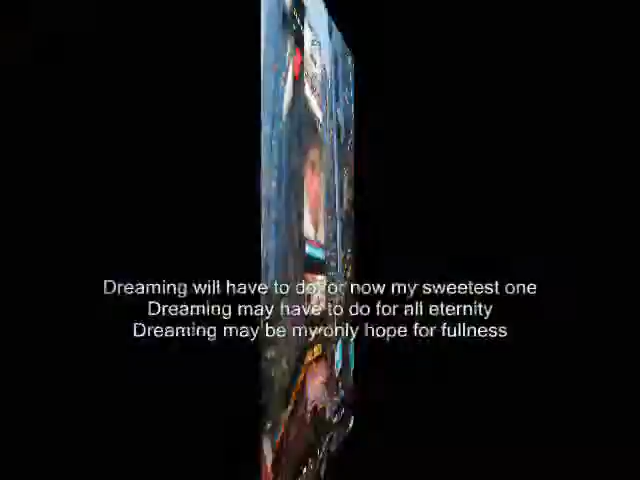 Dreaming will have to do for now my sweetest one
Dreaming may have to do for all eternity
Dreaming may be my only hope for fullness